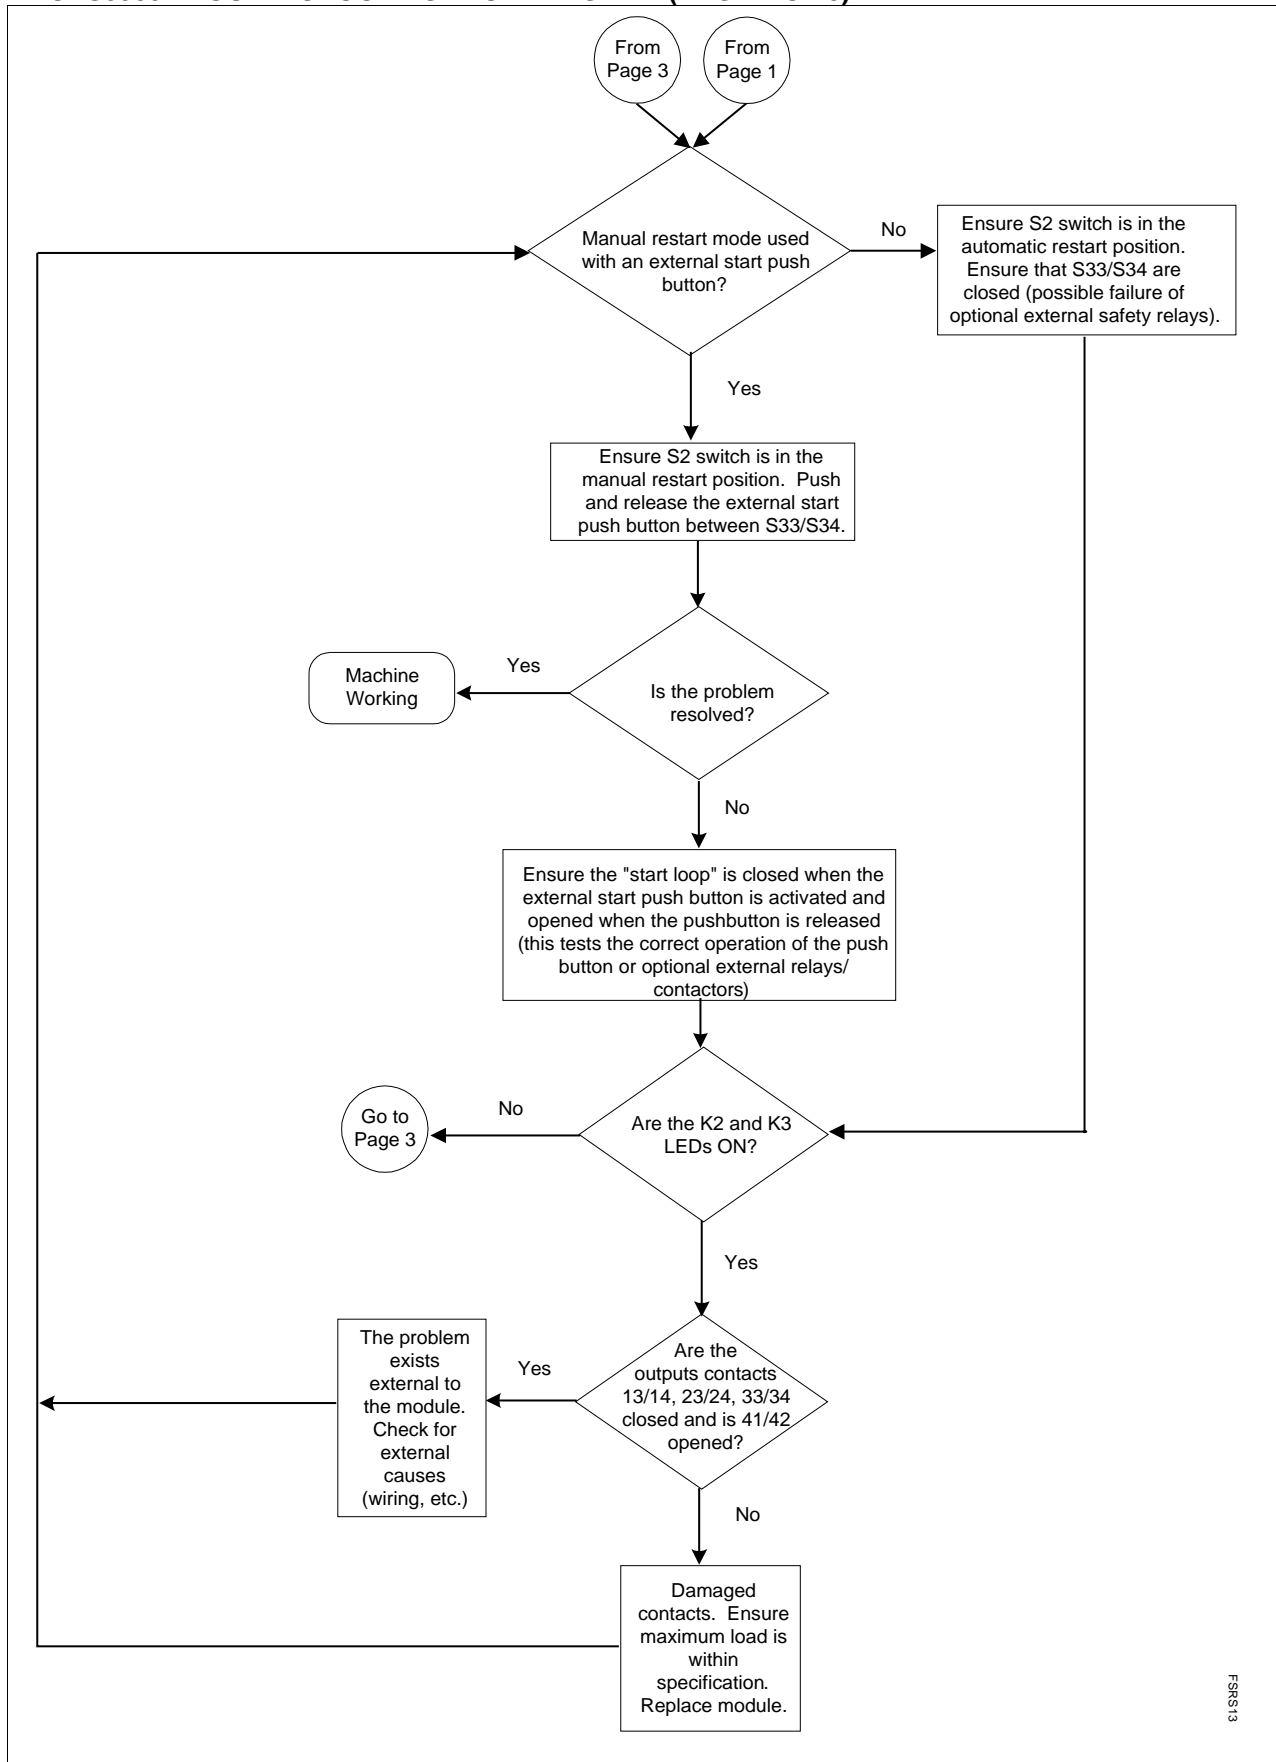 From
Page 3
From
Page 1
Manual restart mode used
with an external start push
button?
No
Ensure S2 switch is in the
automatic restart position.
Ensure that S33/S34 are
closed (possible failure of
optional external safety relays).
Yes
Ensure S2 switch is in the
manual restart position. Push
and release the external start
push button between S33/S34.
Is the problem
resolved?
Yes
Machine
Working
No
Ensure the "start loop" is closed when the
external start push button is activated and
opened when the pushbutton is released
(this tests the correct operation of the push
button or optional external relays/
contactors)
Are the K2 and K3
LEDs ON?
No
Go to
Page 3
Yes
Are the
outputs contacts
13/14, 23/24, 33/34
closed and is 41/42
opened?
Yes
The problem
exists
external to
the module.
Check for
external
causes
(wiring, etc.)
No
Damaged
contacts. Ensure
maximum load is
within
specification.
Replace module.
FSRS13